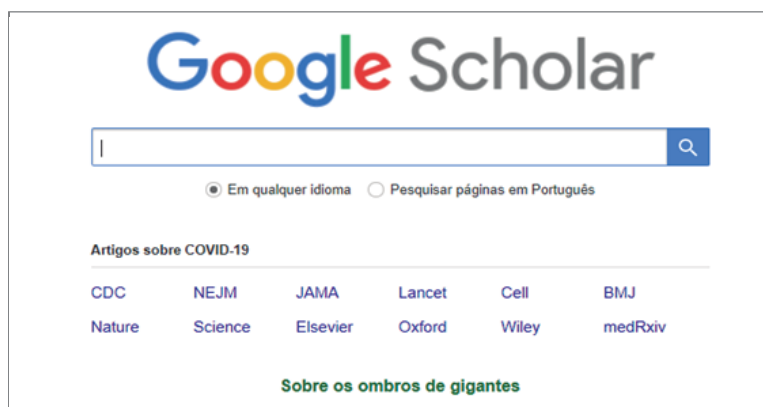 Google Scholar
Em qualquer idioma Pesquisar páginas em Português
Artigos sobre COVID-19
CDC NEJM JAMA Lancet Cell BMJ
Nature Science Elsevier Oxford Wiley medRxiv
Sobre os ombros de gigantes